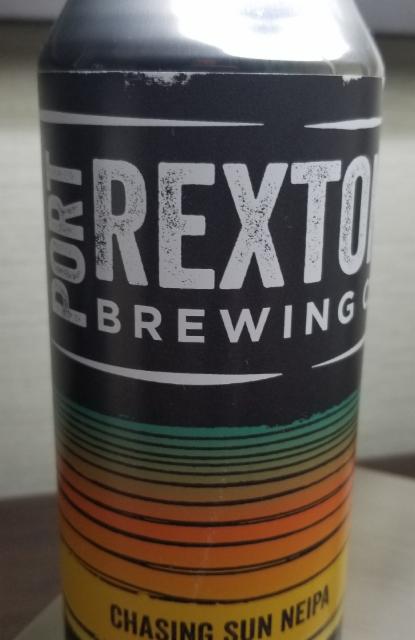 PORT
REXTO
BREWING C
CHASING SUN NEIPA